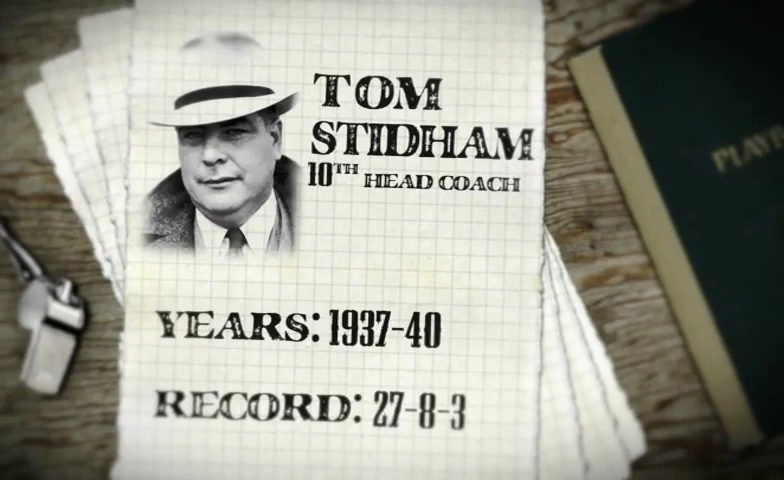 TOM
STIDHAM
10TH HEAD COACH
YEARS: 1937-40
RECORD: 27-8-3